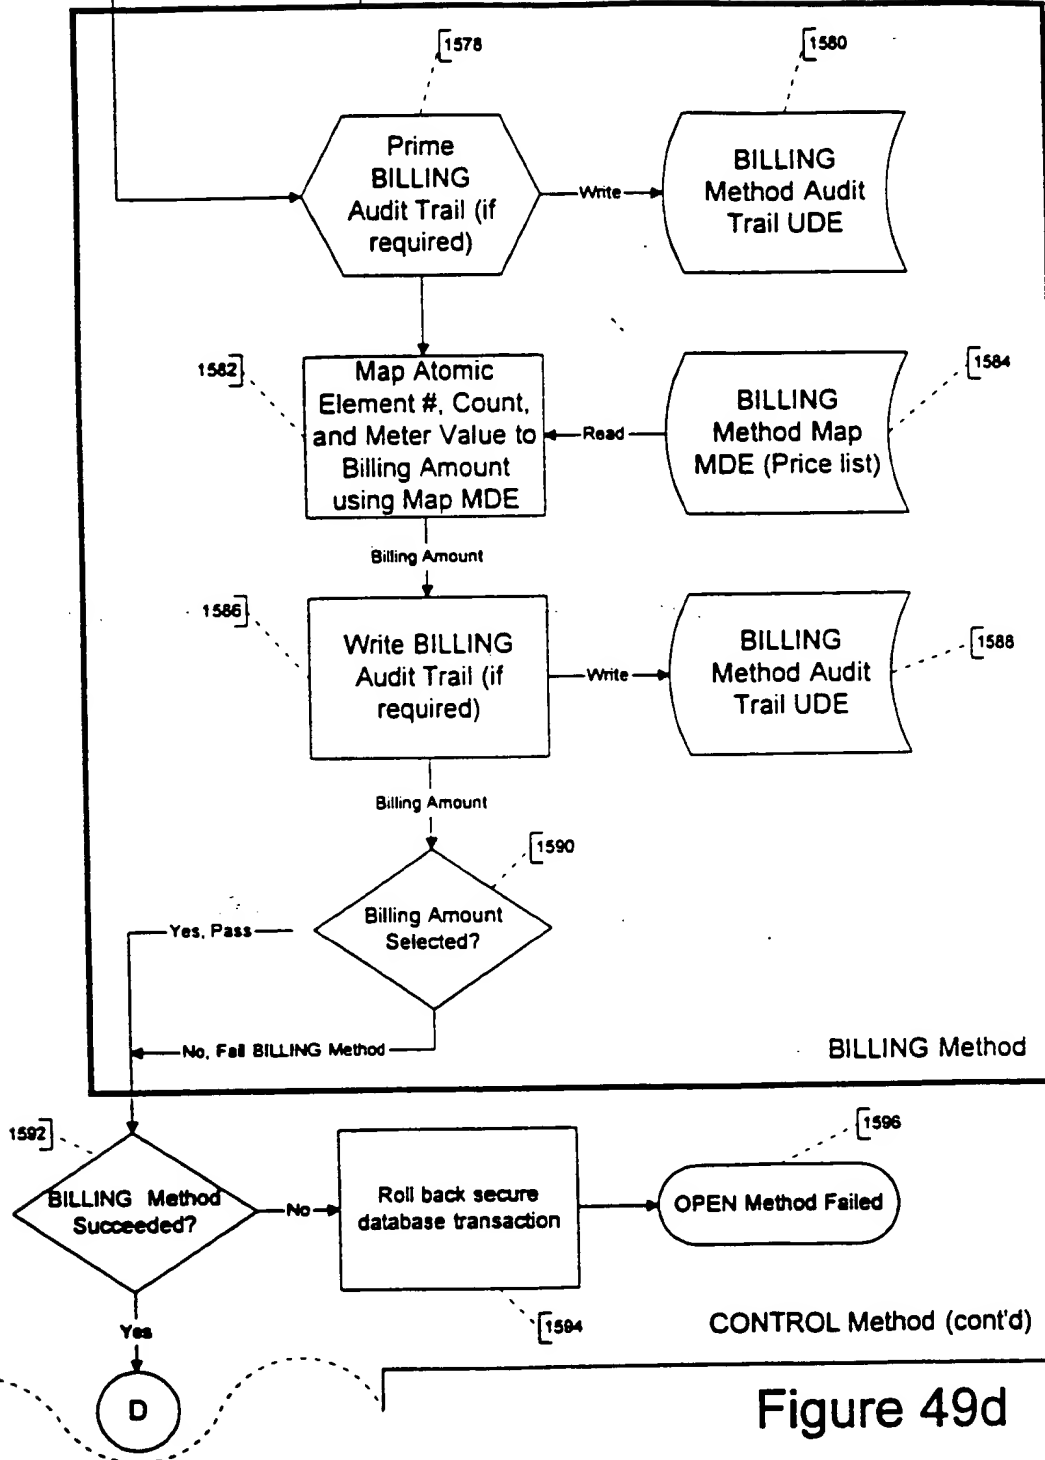 1578
1580
Prime
BILLING
Audit Trail (if
required)
Write
BILLING
Method Audit
Trail UDE
1582
Map Atomic
Element #, Count,
and Meter Value to
Billing Amount
using Map MDE
Read
BILLING
Method Map
MDE (Price list)
1584
Billing Amount
1586
Write BILLING
Audit Trail (if
required)
Write
BILLING
Method Audit
Trail UDE
1588
Billing Amount
1590
Billing Amount
Selected?
Yes, Pass
No, Fail BILLING Method
BILLING Method
1592
BILLING Method
Succeeded?
No
Roll back secure
database transaction
1596
OPEN Method Failed
1594
Yes
CONTROL Method (cont'd)
D
Figure 49d